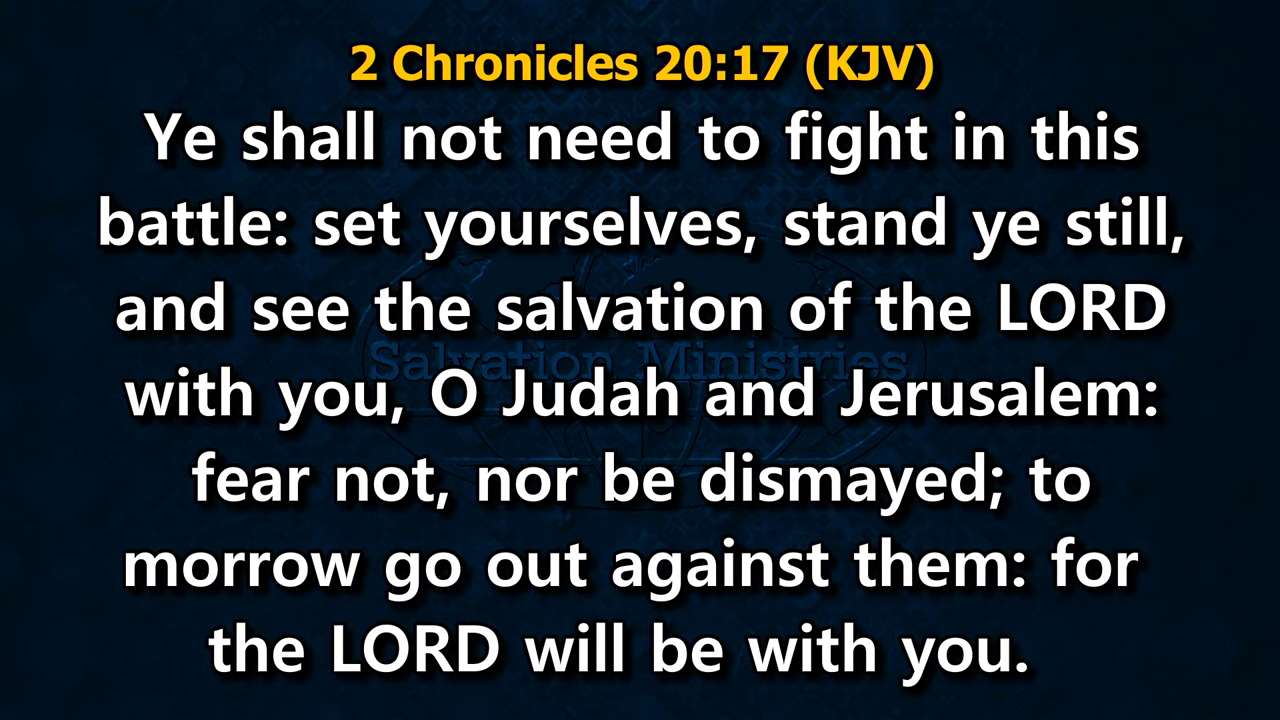 2 Chronicles 20:17 (KJV)
Ye shall not need to fight in this
battle: set yourselves, stand ye still,
and see the salvation of the LORD
Salvation Ministries
with you, O Judah and Jerusalem:
fear not, nor be dismayed; to
morrow go out against them: for
the LORD will be with you.